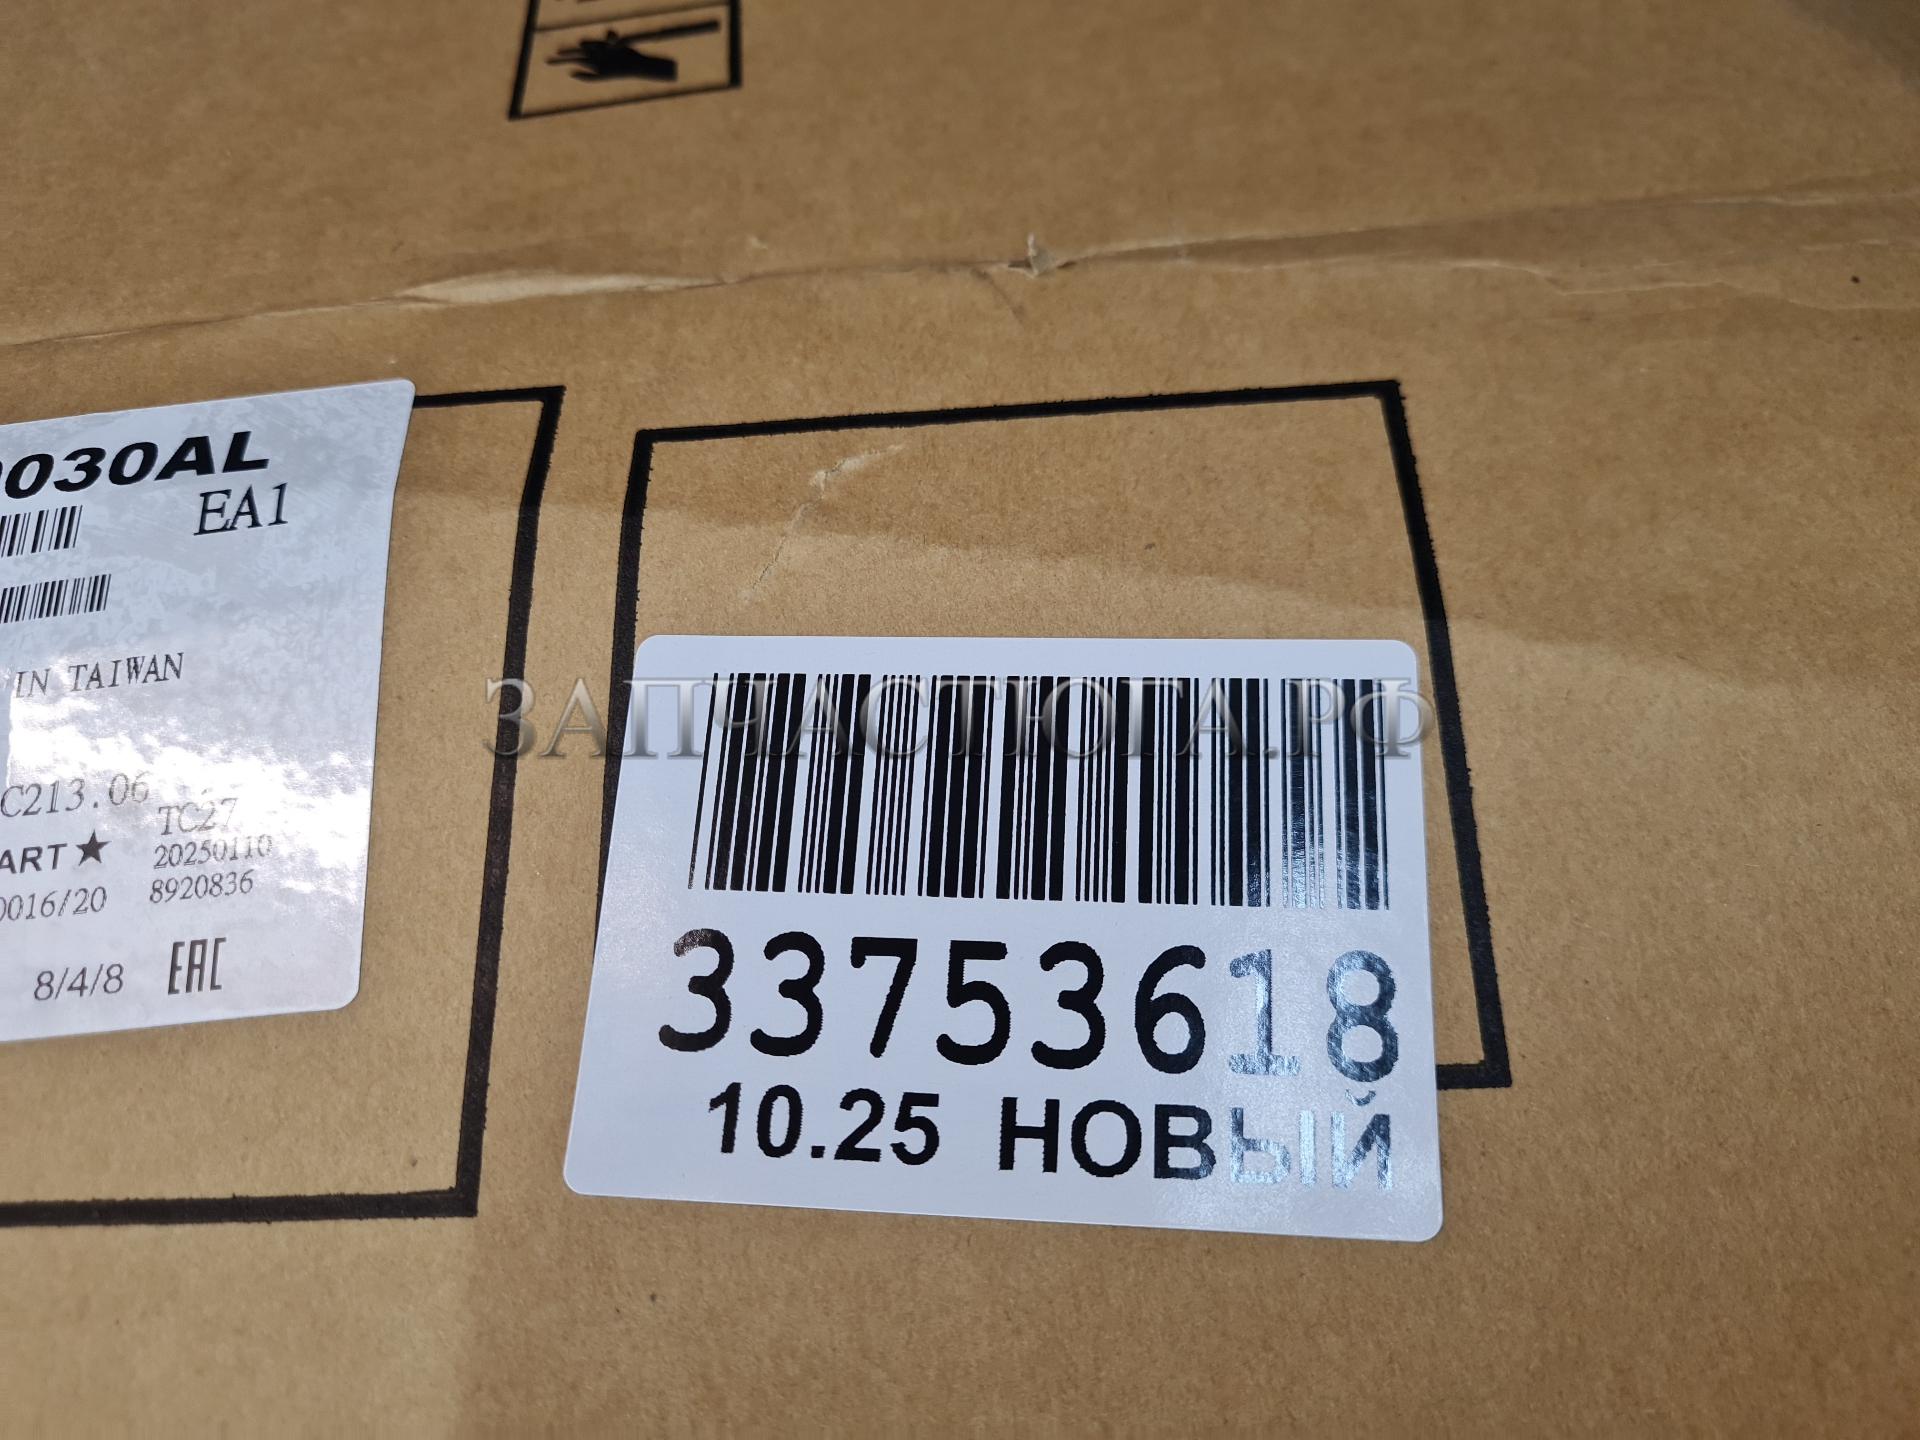 030AL
EA1
IN TAIWAN
C213.06
TC27
ART★
20250110
0016/20
8920836
8/4/8
EAC
ЗАПЧАСТЮГА.РФ
33753618
10.25 НОВЫЙ